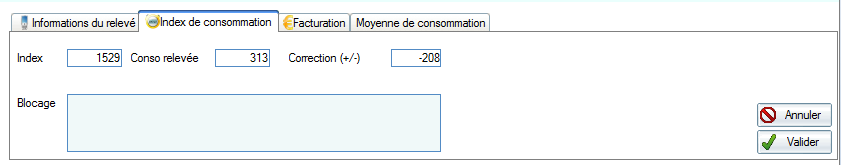 Informations du relevé Index de consommation Facturation Moyenne de consommation
Index 1529 Conso relevée 313 Correction (+/-) -208
Blocage
Annuler
Valider